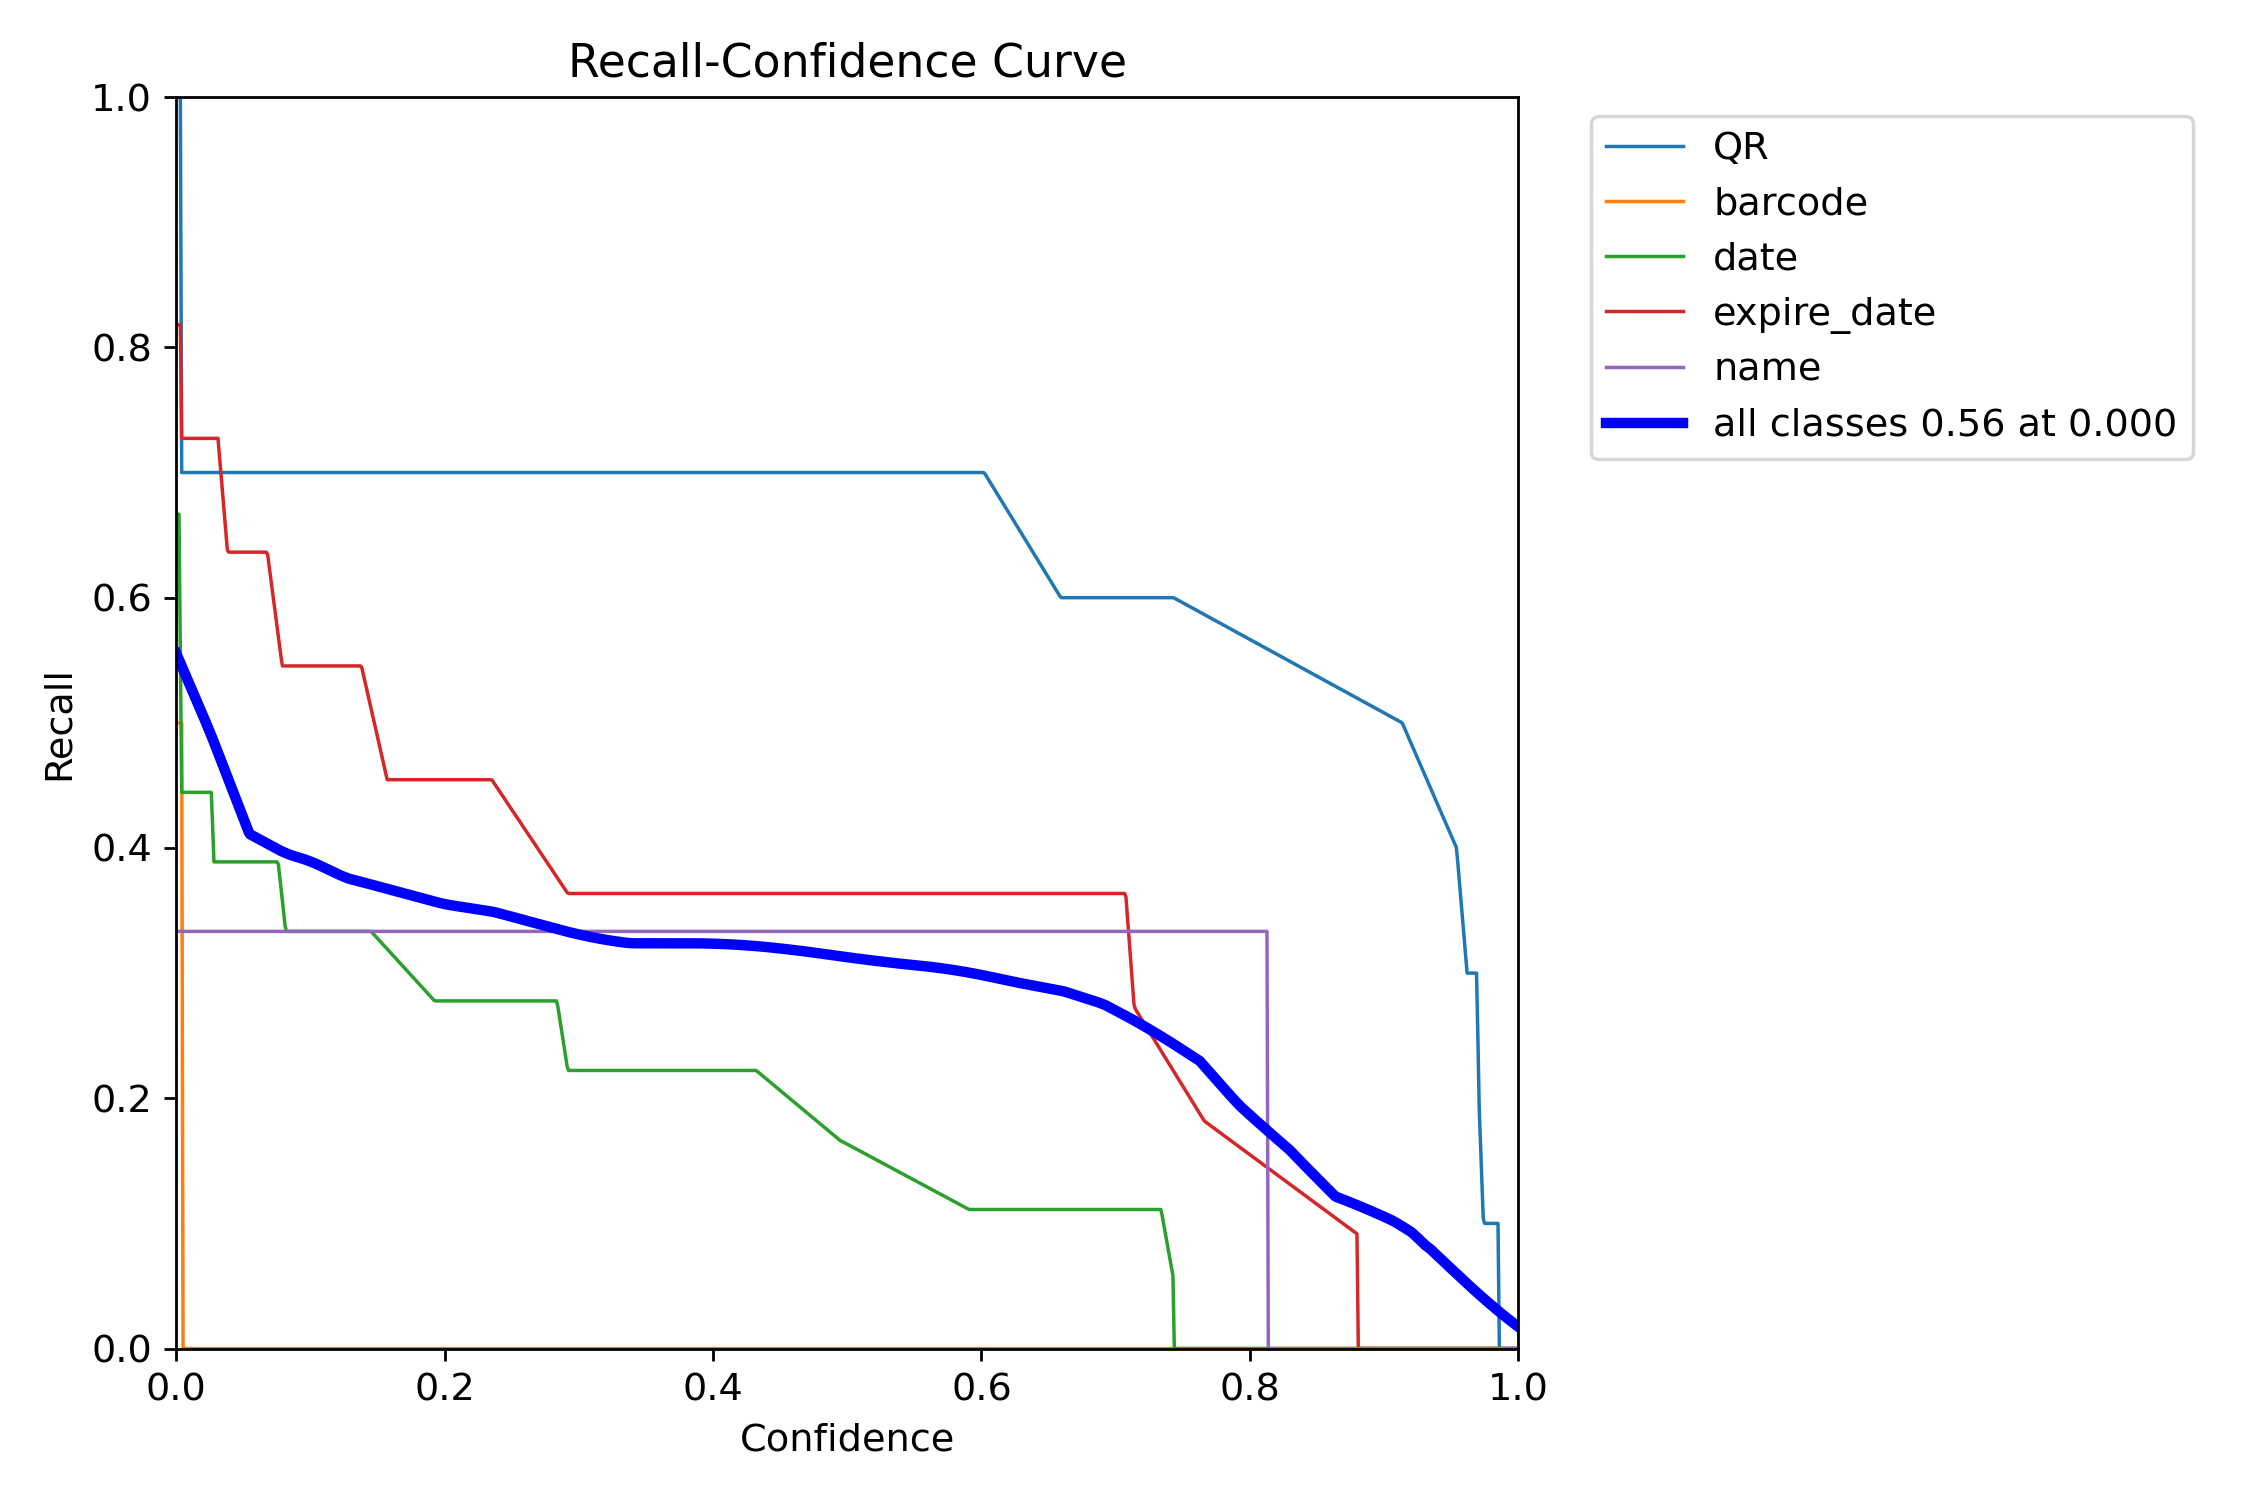 Recall-Confidence Curve
1.0
0.8
0.6
0.4
0.2
0.0
Recall
0.0 0.2 0.4 0.6 0.8 1.0
Confidence
QR
barcode
date
expire_date
name
all classes 0.56 at 0.000